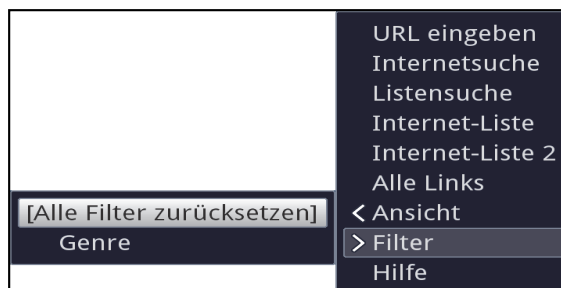 URL eingeben
Internetsuche
Listensuche
Internet-Liste
Internet-Liste 2
Alle Links
< Ansicht
> Filter
Hilfe
[Alle Filter zurücksetzen]
Genre